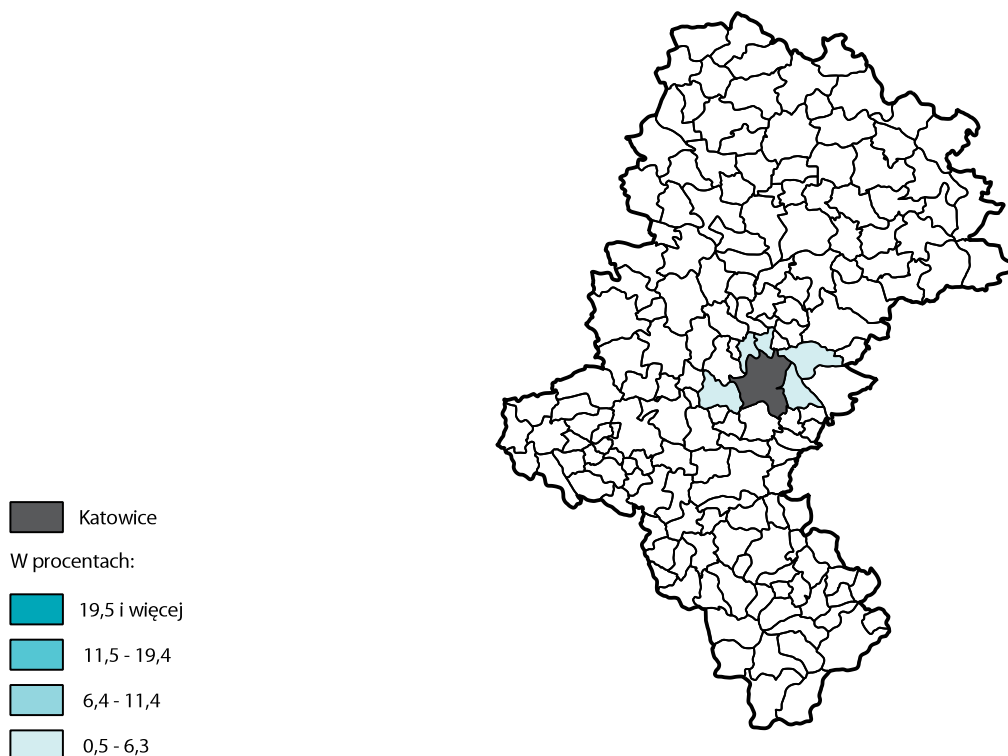 Katowice
W procentach:
19,5 i więcej
11,5 - 19,4
6,4 - 11,4
0,5 - 6,3